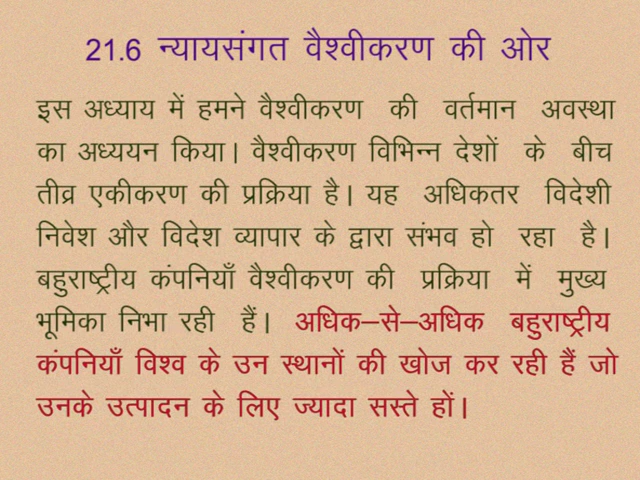 21.6 न्यायसंगत वैश्वीकरण की ओर
इस अध्याय में हमने वैश्वीकरण की वर्तमान अवस्था
का अध्ययन किया। वैश्वीकरण विभिन्न देशों के बीच
तीव्र एकीकरण की प्रक्रिया है। यह अधिकतर विदेशी
निवेश और विदेश व्यापार के द्वारा संभव हो रहा है।
बहुराष्ट्रीय कंपनियाँ वैश्वीकरण की प्रक्रिया में मुख्य
भूमिका निभा रही हैं। अधिक–से–अधिक बहुराष्ट्रीय
कंपनियाँ विश्व के उन स्थानों की खोज कर रही हैं जो
उनके उत्पादन के लिए ज्यादा सस्ते हों।